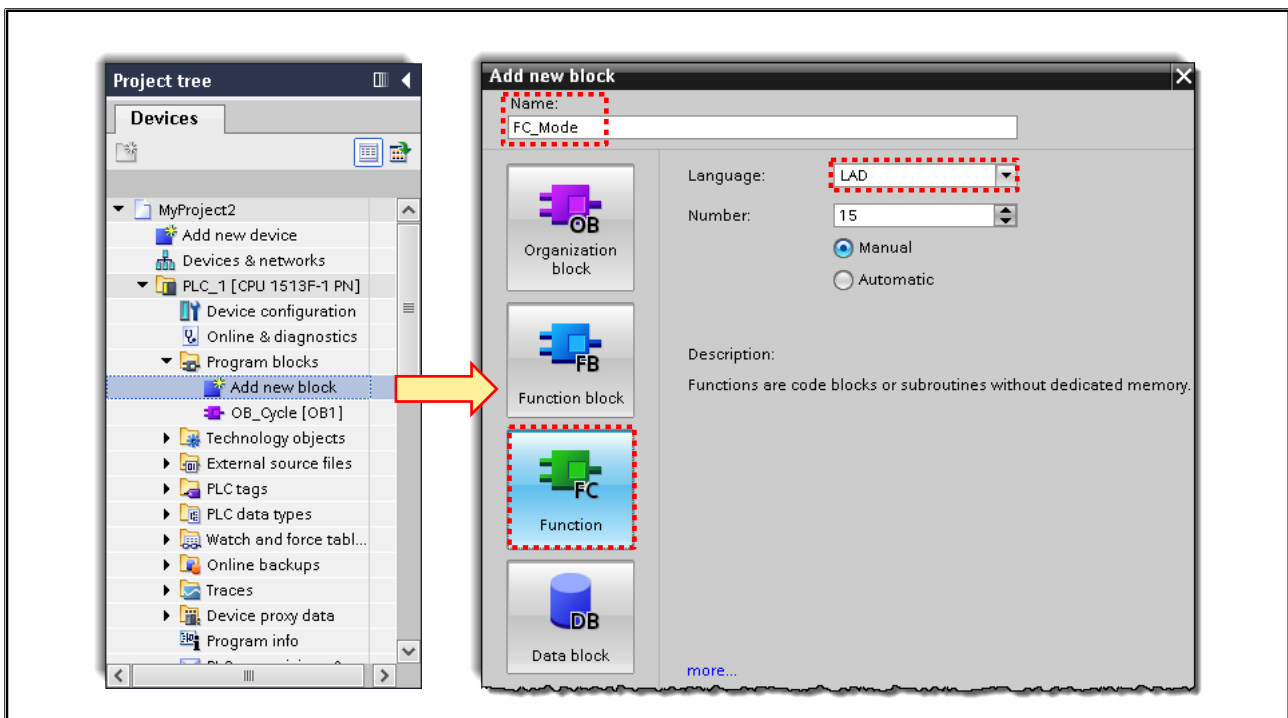 Project tree
Devices
MyProject2
Add new device
Devices & networks
PLC_1 [CPU 1513F-1 PN]
Device configuration
Online & diagnostics
Program blocks
Add new block
OB_Cycle [OB1]
Technology objects
External source files
PLC tags
PLC data types
Watch and force tabl...
Online backups
Traces
Device proxy data
Program info
Add new block
Name:
FC_Mode
OB
Organization
block
FB
Function block
FC
Function
DB
Data block
Language:
LAD
Number:
15
Manual
Automatic
Description:
Functions are code blocks or subroutines without dedicated memory.
more...